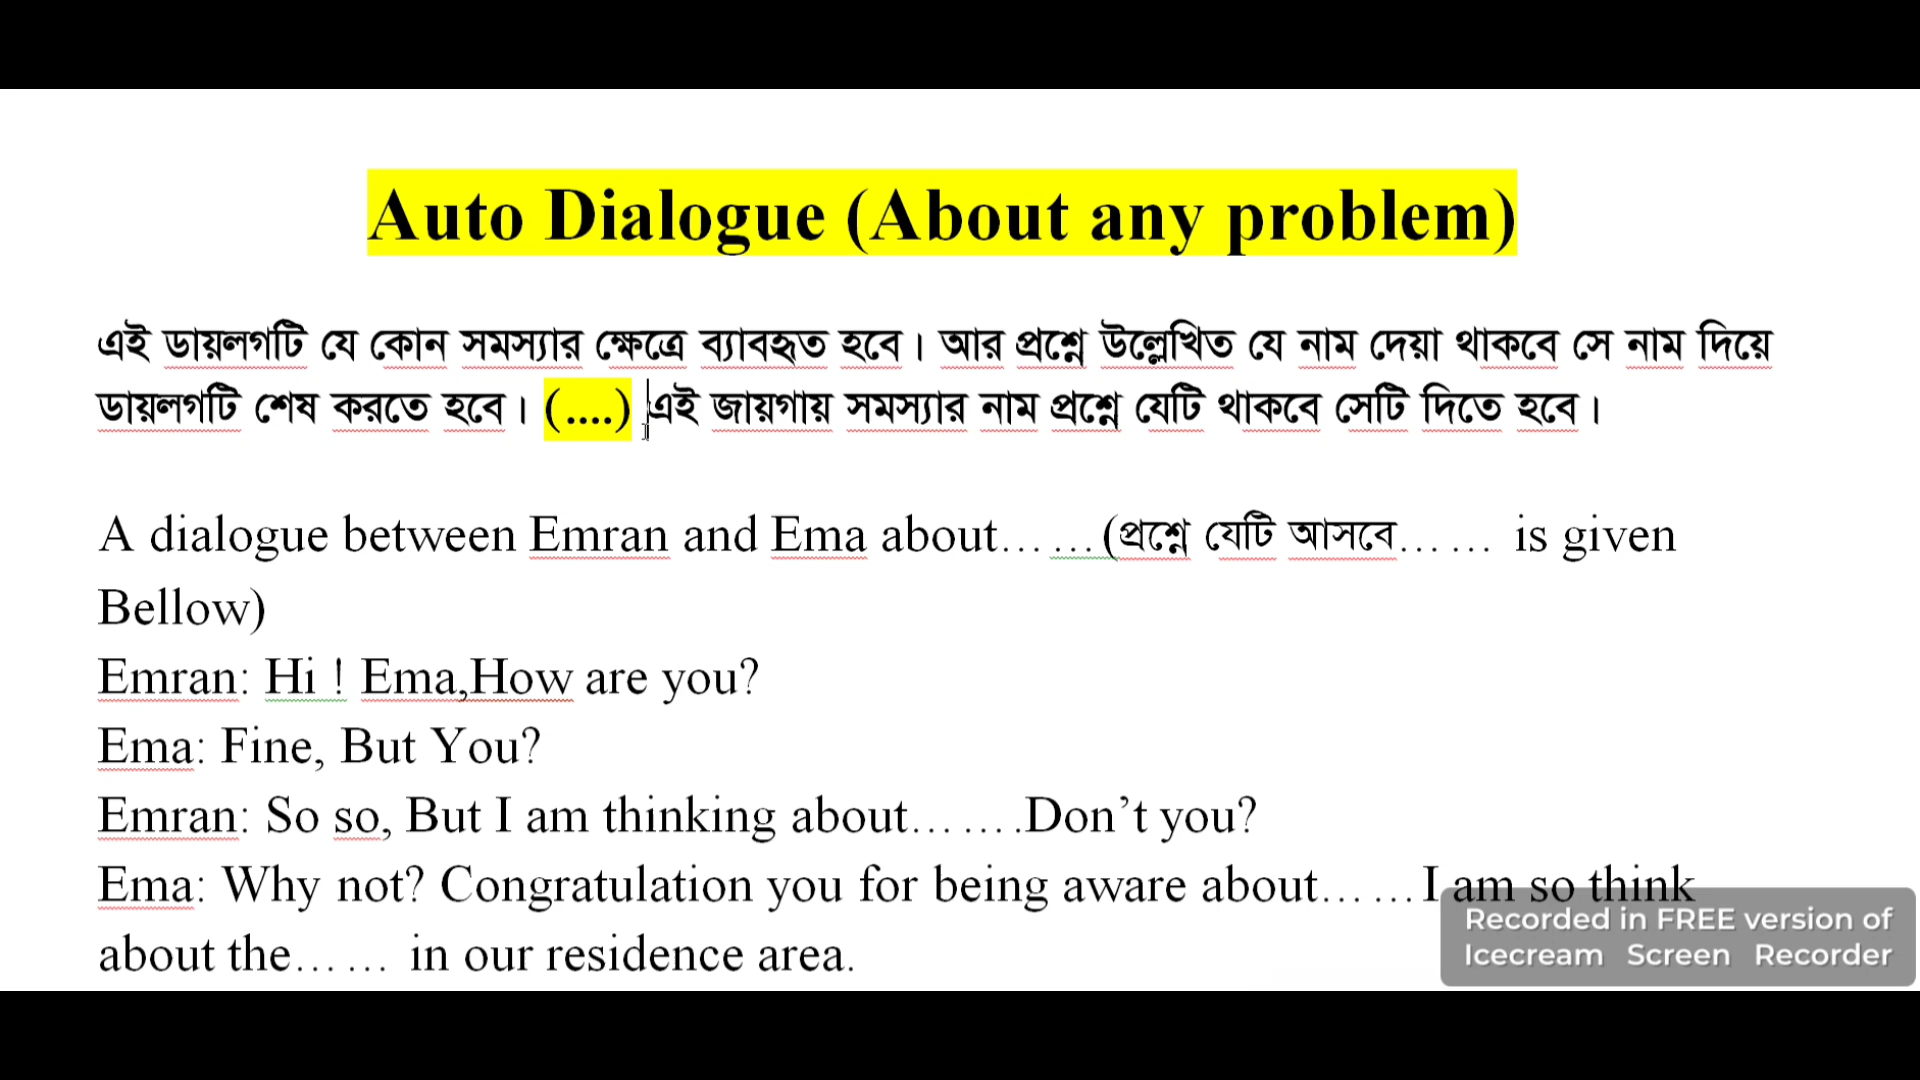 Auto Dialogue (About any problem)
এই ডায়লগটি যে কোন সমস্যার ক্ষেত্রে ব্যাবহৃত হবে। আর প্রশ্নে উল্লেখিত যে নাম দেয়া থাকবে সে নাম দিয়ে
ডায়লগটি শেষ করতে হবে। (....) এই জায়গায় সমস্যার নাম প্রশ্নে যেটি থাকবে সেটি দিতে হবে।
A dialogue between Emran and Ema about……(প্রশ্নে যেটি আসবে…… is given
Bellow)
Emran: Hi ! Ema,How are you?
Ema: Fine, But You?
Emran: So so, But I am thinking about…….Don’t you?
Ema: Why not? Congratulation you for being aware about……I am so think
about the…… in our residence area.
Recorded in FREE version of
Icecream Screen Recorder